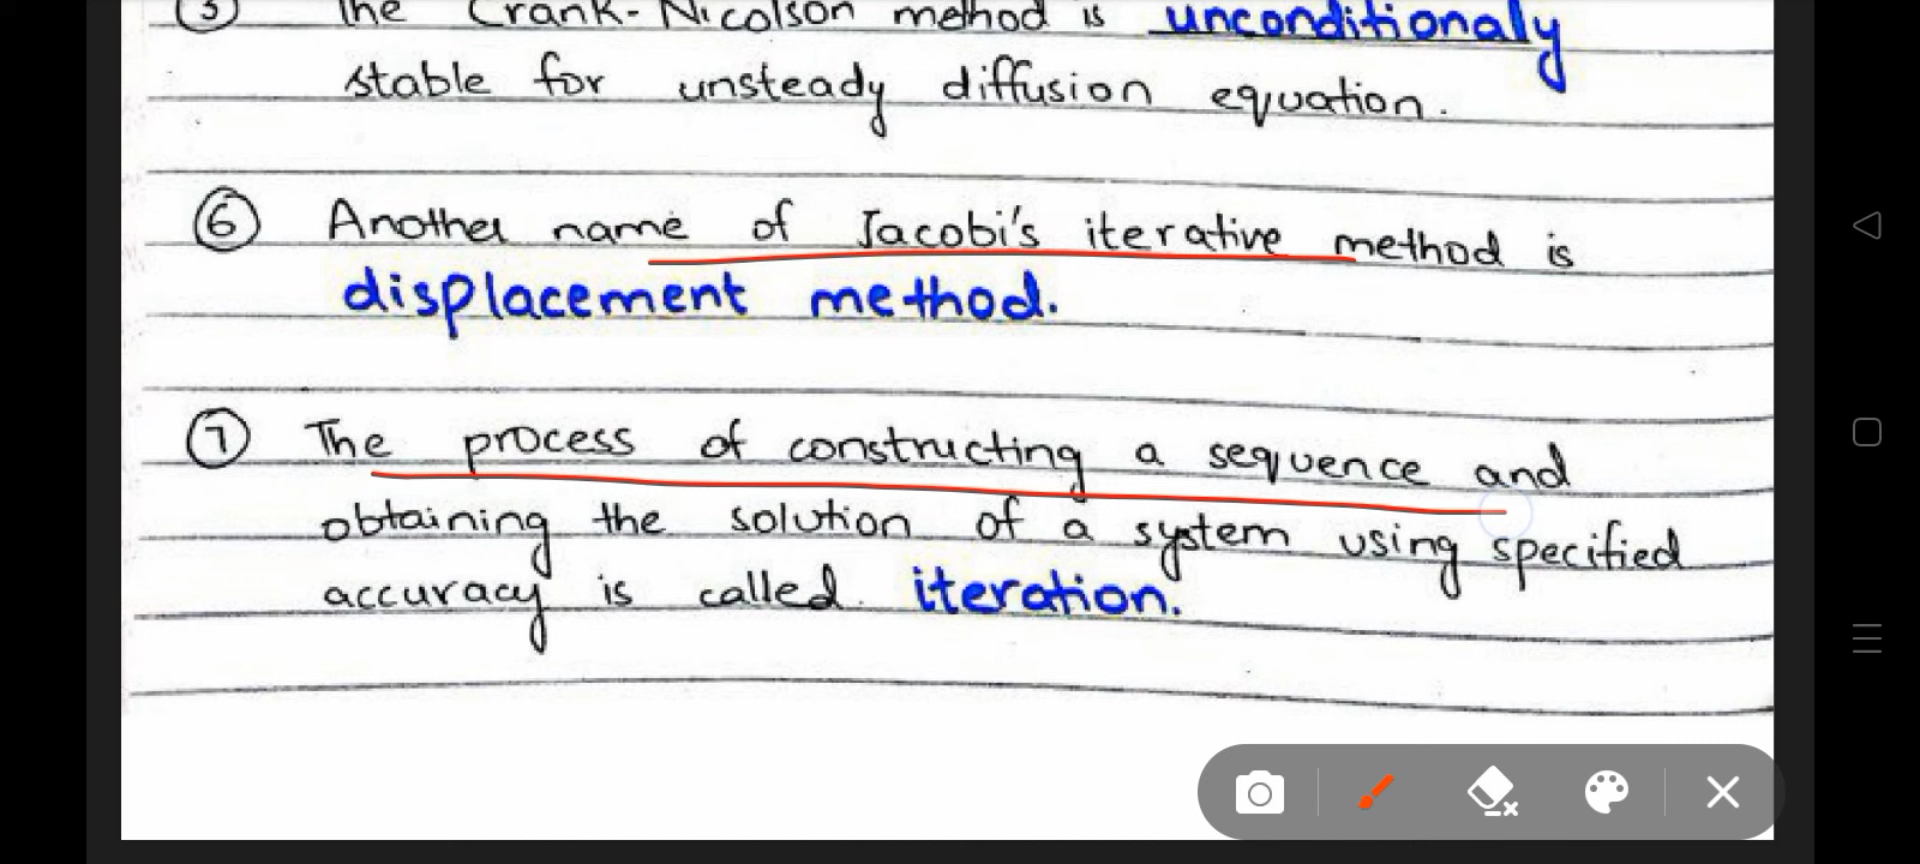 5 The Crank-Nicolson method is unconditionaly
stable for unsteady diffusion equation.
6 Another name of Jacobi's iterative method is
displacement method.
7 The process of constructing a sequence and
obtaining the solution of a system using specified
accuracy is called. iteration.